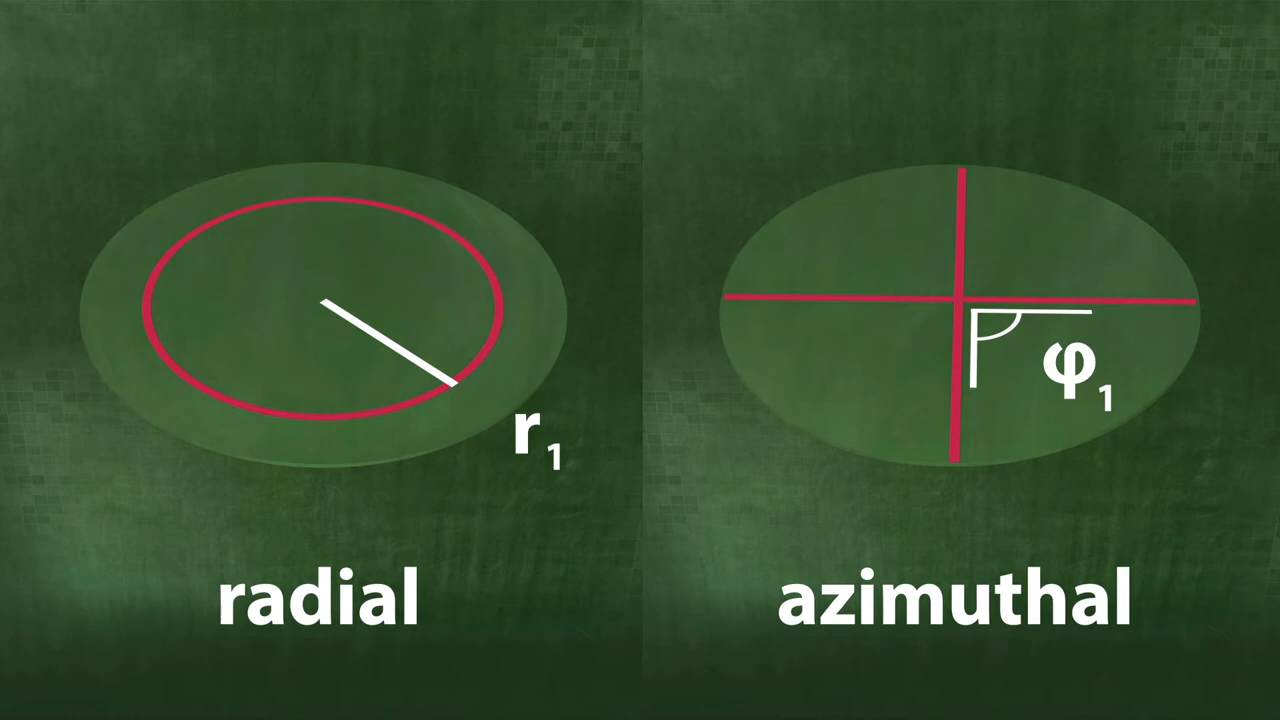 r₁
φ₁
radial
azimuthal